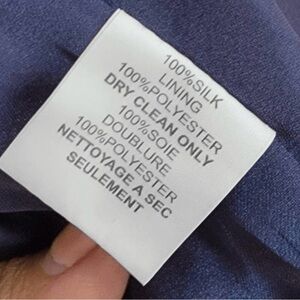 100%SILK
LINING
100%POLYESTER
DRY CLEAN ONLY
100%SOIE
DOUBLURE
100%POLYESTER
NETTOYAGE A SEC
SEULEMENT